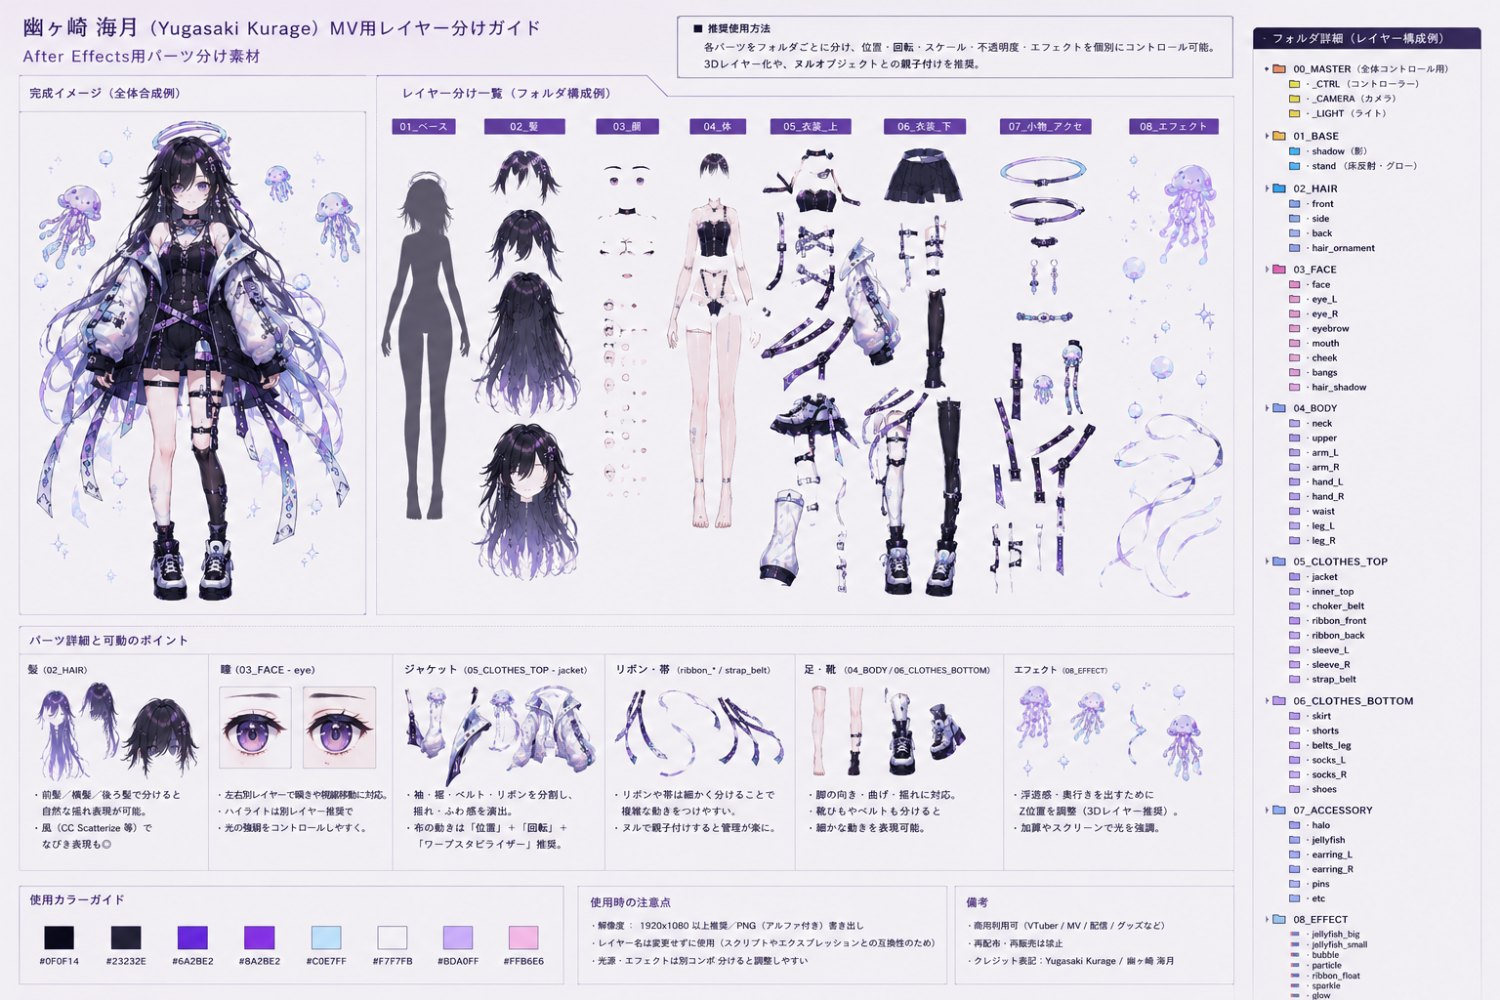 幽ヶ崎 海月（Yugasaki Kurage）MV用レイヤー分けガイド
After Effects用パーツ分け素材
■ 推奨使用方法
各パーツをフォルダごとに分け、位置・回転・スケール・不透明度・エフェクトを個別にコントロール可能。
3Dレイヤー化や、ヌルオブジェクトとの親子付けを推奨。
完成イメージ（全体合成例）
レイヤー分け一覧（フォルダ構成例）
01_ベース
02_髪
03_顔
04_体
05_衣装_上
06_衣装_下
07_小物_アクセ
08_エフェクト
パーツ詳細と可動のポイント
髪（02_HAIR）
・前髪／横髪／後ろ髪で分けると
自然な揺れ表現が可能。
・風（CC Scatterize 等）で
なびき表現も◎
瞳（03_FACE - eye）
・左右別レイヤーで瞬きや視線移動に対応。
・ハイライトは別レイヤー推奨で
・光の強弱をコントロールしやすく。
ジャケット（05_CLOTHES_TOP - jacket）
・袖・裾・ベルト・リボンを分割し、
揺れ・ふわ感を演出。
・布の動きは「位置」＋「回転」＋
「ワープスタビライザー」推奨。
リボン・帯（ribbon_* / strap_belt）
・リボンや帯は細かく分けることで
複雑な動きをつけやすい。
・ヌルで親子付けすると管理が楽に。
足・靴（04_BODY / 06_CLOTHES_BOTTOM）
・脚の向き・曲げ・揺れに対応。
・靴ひもやベルトも分けると
・細かな動きを表現可能。
エフェクト（08_EFFECT）
・浮遊感・奥行きを出すために
Z位置を調整（3Dレイヤー推奨）。
・加算やスクリーンで光を強調。
使用カラーガイド
#0F0F14
#23232E
#6A2BE2
#8A2BE2
#C0E7FF
#F7F7FB
#BDA0FF
#FFB6E6
使用時の注意点
・解像度： 1920x1080 以上推奨／PNG（アルファ付き）書き出し
・レイヤー名は変更せずに使用（スクリプトやエクスプレッションとの互換性のため）
・光源・エフェクトは別コンポ 分けると調整しやすい
備考
・商用利用可（VTuber / MV / 配信 / グッズなど）
・再配布・再販売は禁止
・クレジット表記：Yugasaki Kurage / 幽ヶ崎 海月
・フォルダ詳細（レイヤー構成例）
00_MASTER（全体コントロール用）
・_CTRL（コントローラー）
・_CAMERA（カメラ）
・_LIGHT（ライト）
01_BASE
・shadow（影）
・stand （床反射・グロー）
02_HAIR
・front
・side
・back
・hair_ornament
03_FACE
・face
・eye_L
・eye_R
・eyebrow
・mouth
・cheek
・bangs
・hair_shadow
04_BODY
・neck
・upper
・arm_L
・arm_R
・hand_L
・hand_R
・waist
・leg_L
・leg_R
05_CLOTHES_TOP
・jacket
・inner_top
・choker_belt
・ribbon_front
・ribbon_back
・sleeve_L
・sleeve_R
・strap_belt
06_CLOTHES_BOTTOM
・skirt
・shorts
・belts_leg
・socks_L
・socks_R
・shoes
07_ACCESSORY
・halo
・jellyfish
・earring_L
・earring_R
・pins
・etc
08_EFFECT
・jellyfish_big
・jellyfish_small
・bubble
・particle
・ribbon_float
・sparkle
・glow